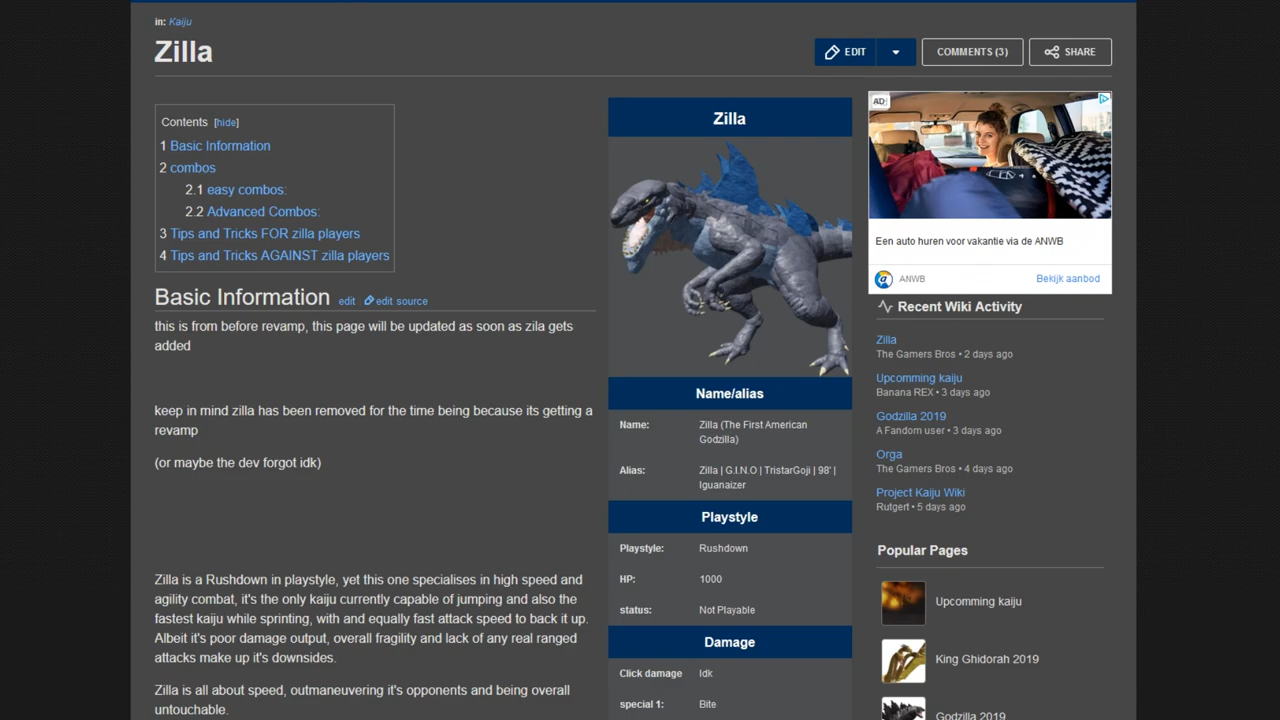 in: Kaiju
Zilla
EDIT
COMMENTS (3)
SHARE
Contents [hide]
1 Basic Information
2 combos
2.1 easy combos:
2.2 Advanced Combos:
3 Tips and Tricks FOR zilla players
4 Tips and Tricks AGAINST zilla players
Basic Information edit edit source
this is from before revamp, this page will be updated as soon as zila gets
added
keep in mind zilla has been removed for the time being because its getting a
revamp
(or maybe the dev forgot idk)
Zilla is a Rushdown in playstyle, yet this one specialises in high speed and
agility combat, it's the only kaiju currently capable of jumping and also the
fastest kaiju while sprinting, with and equally fast attack speed to back it up.
Albeit it's poor damage output, overall fragility and lack of any real ranged
attacks make up it's downsides.
Zilla is all about speed, outmaneuvering it's opponents and being overall
untouchable.
Zilla
Name/alias
Name: Zilla (The First American
Godzilla)
Alias: Zilla | G.I.N.O | TristarGoji | 98' |
Iguanaizer
Playstyle
Playstyle: Rushdown
HP: 1000
status: Not Playable
Damage
Click damage Idk
special 1: Bite
AD
Een auto huren voor vakantie via de ANWB
ANWB
Bekijk aanbod
Recent Wiki Activity
Zilla
The Gamers Bros • 2 days ago
Upcomming kaiju
Banana REX • 3 days ago
Godzilla 2019
A Fandom user • 3 days ago
Orga
The Gamers Bros • 4 days ago
Project Kaiju Wiki
Rutgert • 5 days ago
Popular Pages
Upcomming kaiju
King Ghidorah 2019
Godzilla 2019